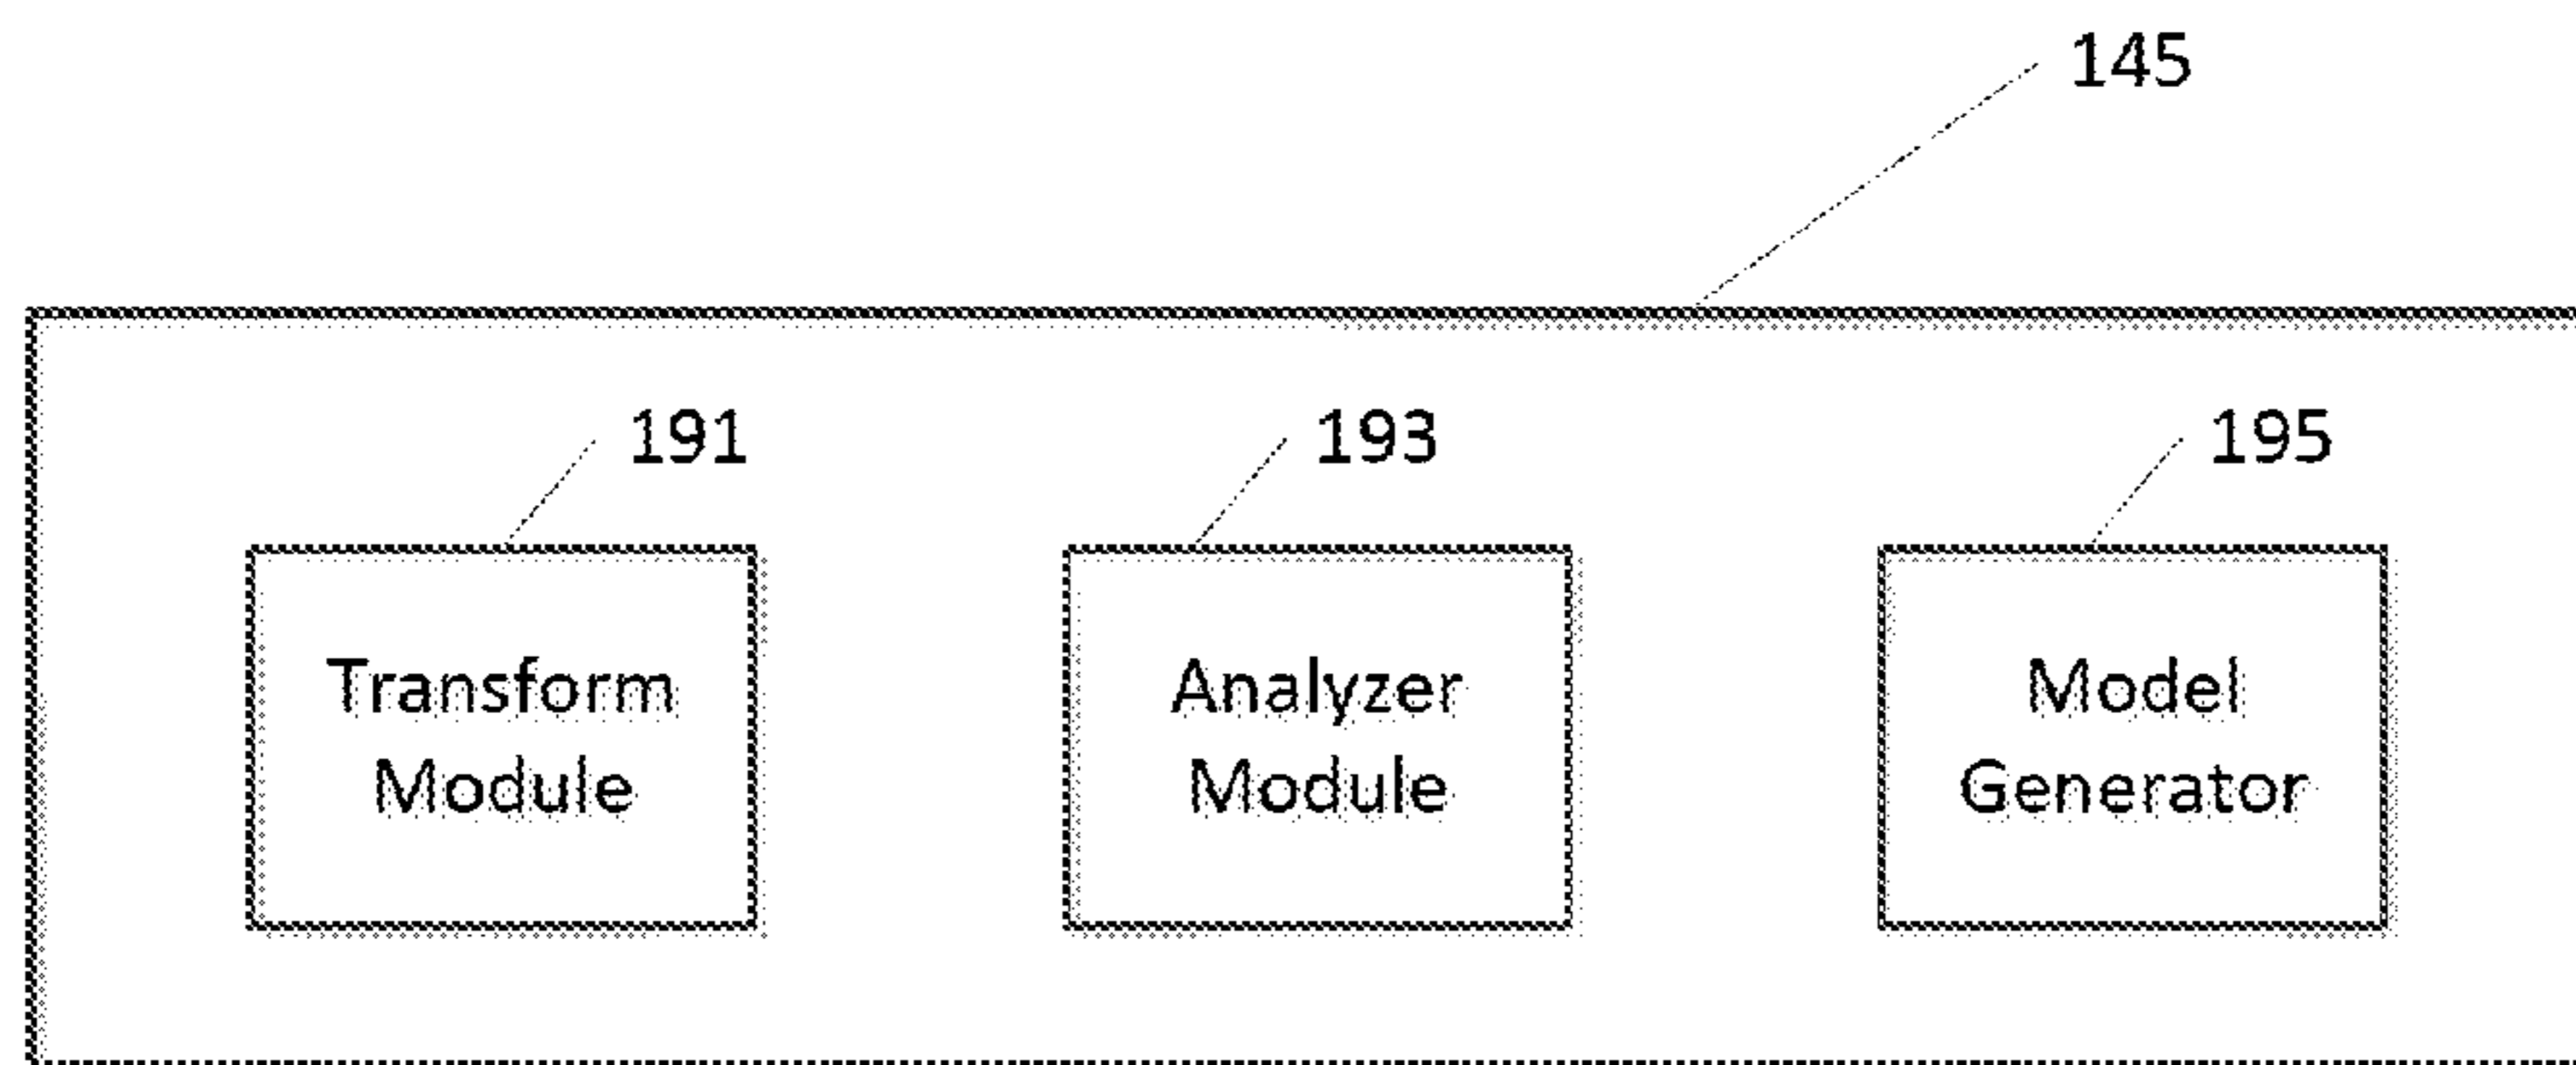 145
191
193
195
Transform
Module
Analyzer
Module
Model
Generator